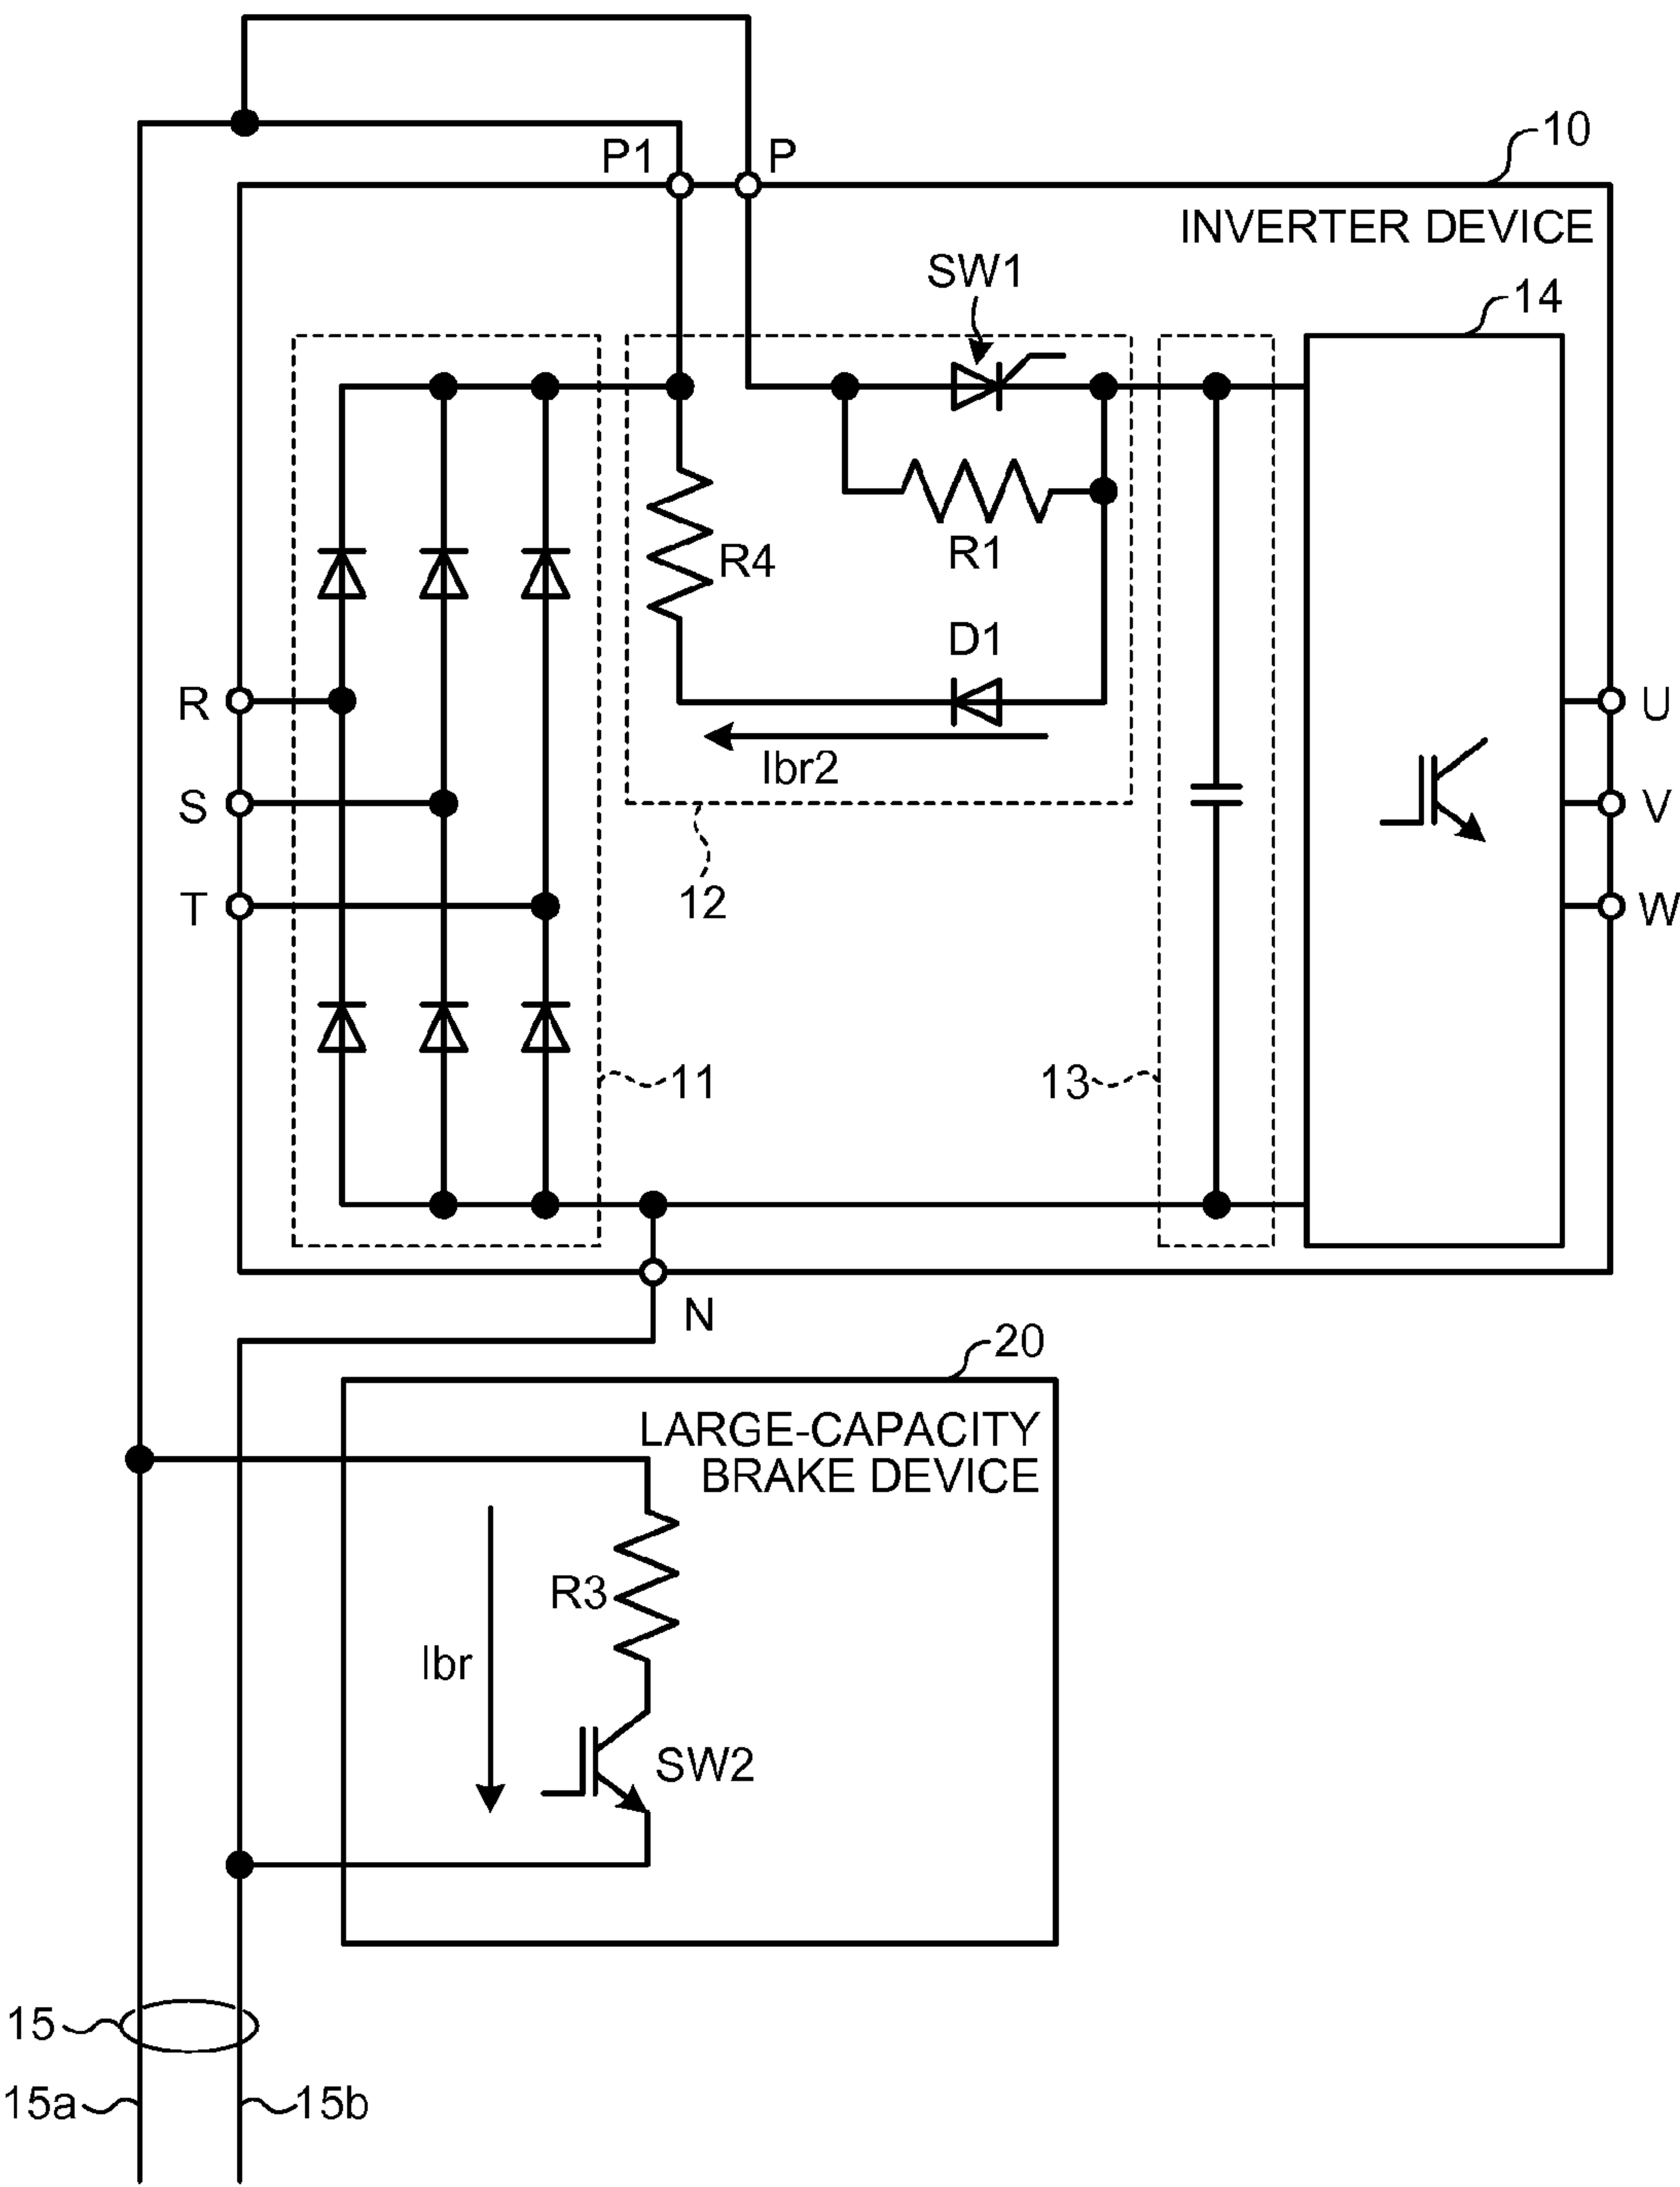 P1
P
10
INVERTER DEVICE
SW1
14
R4
R1
D1
R
U
Ibr2
S
V
12
T
W
11
13
N
20
LARGE-CAPACITY
BRAKE DEVICE
R3
Ibr
SW2
15
15a
15b